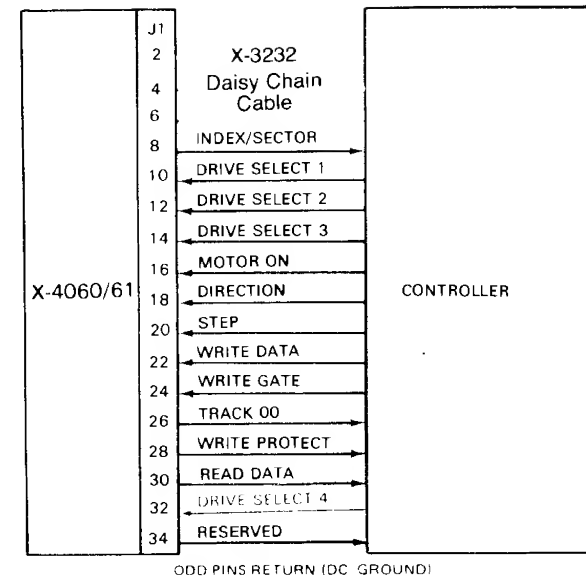 J1
2
X-3232
Daisy Chain
4
Cable
6
INDEX/SECTOR
8
DRIVE SELECT 1
10
DRIVE SELECT 2
12
DRIVE SELECT 3
14
MOTOR ON
16
X-4060/61
DIRECTION
CONTROLLER
18
STEP
20
WRITE DATA
22
WRITE GATE
24
TRACK 00
26
WRITE PROTECT
28
READ DATA
30
DRIVE SELECT 4
32
RESERVED
34
ODD PINS RETURN (DC GROUND)